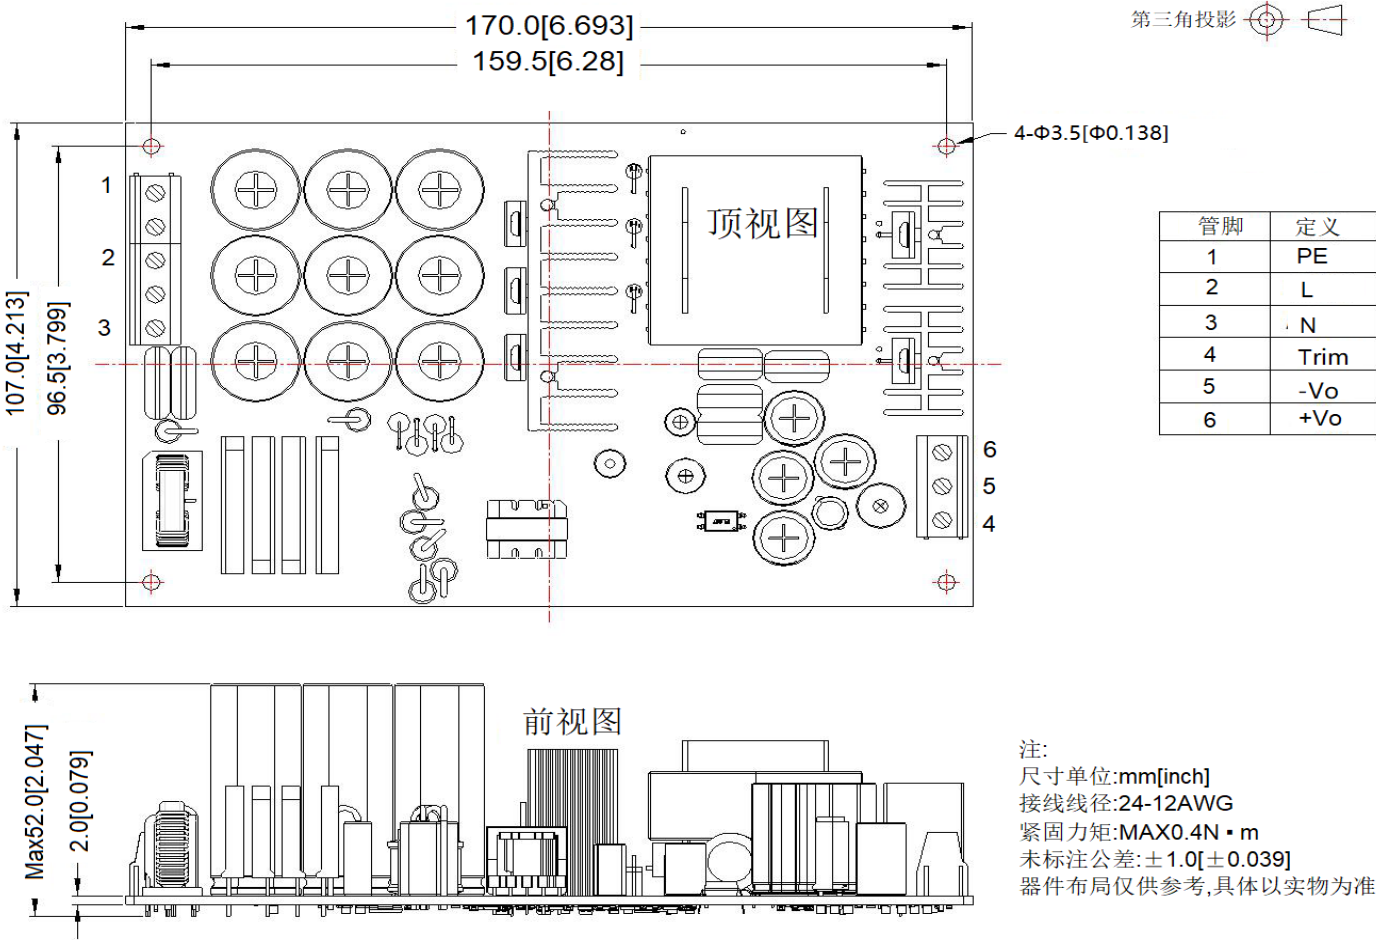 第三角投影
170.0[6.693]
159.5[6.28]
4-Φ3.5[Φ0.138]
107.0[4.213]
96.5[3.799]
1
2
3
顶视图
6
5
4
管脚 定义
1 PE
2 L
3 N
4 Trim
5 -Vo
6 +Vo
前视图
Max52.0[2.047]
2.0[0.079]
注:
尺寸单位:mm[inch]
接线线径:24-12AWG
紧固力矩:MAX0.4N▪m
未标注公差:±1.0[±0.039]
器件布局仅供参考,具体以实物为准